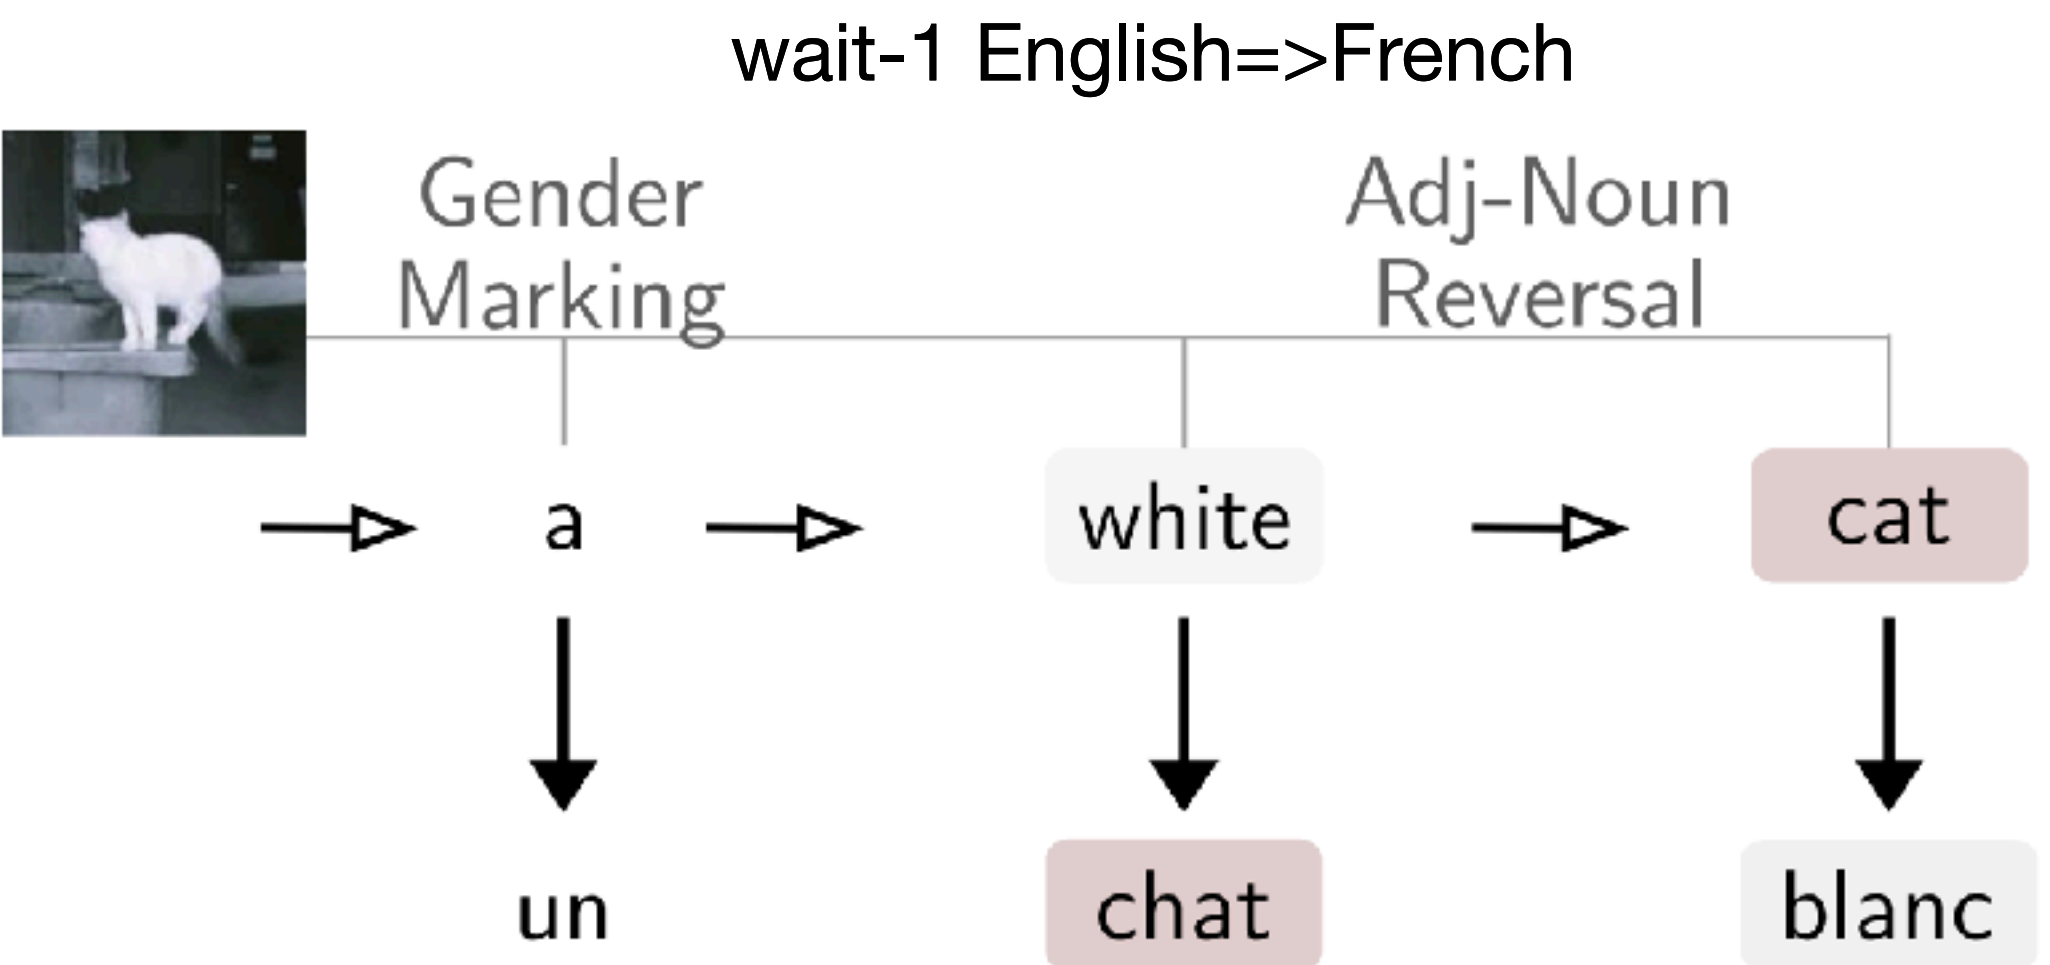 wait-1 English=>French
Gender
Marking
Adj-Noun
Reversal
a white cat
un chat blanc